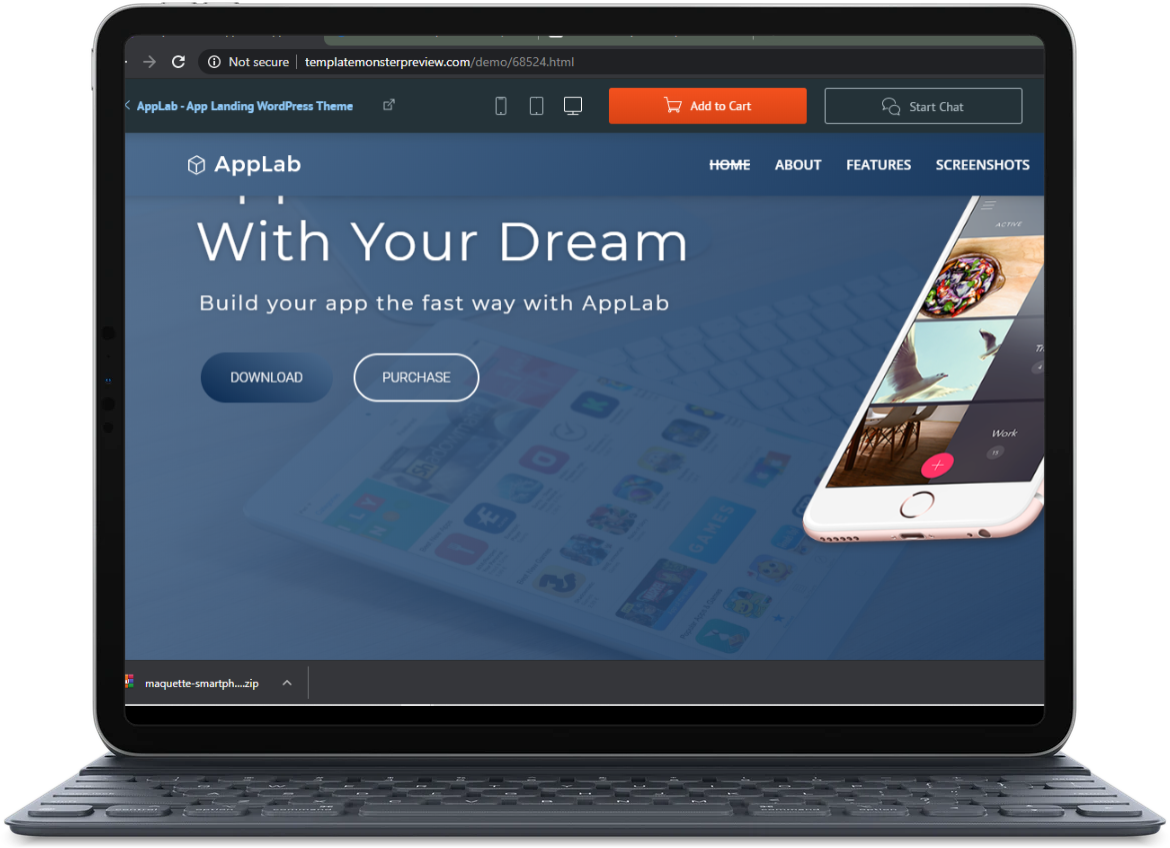 Not secure | templatemonsterpreview.com/demo/68524.html
AppLab - App Landing WordPress Theme
Add to Cart
Start Chat
AppLab
HOME ABOUT FEATURES SCREENSHOTS
With Your Dream
Build your app the fast way with AppLab
DOWNLOAD PURCHASE
ACTIVE
Work
GAMES
maquette-smartph....zip